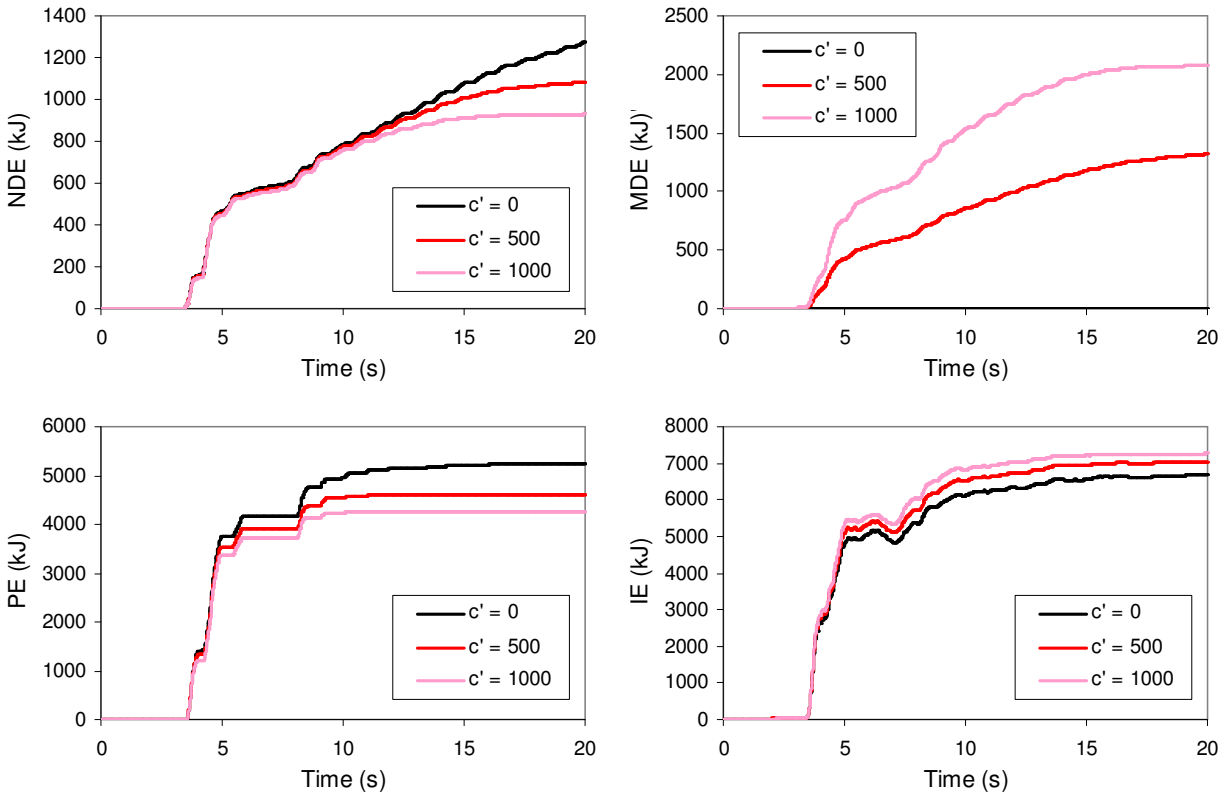 1400
1200
1000
800
600
400
200
0
NDE (kJ)
0 5 10 15 20
Time (s)
c' = 0
c' = 500
c' = 1000
2500
2000
1500
1000
500
0
MDE (kJ)'
0 5 10 15 20
Time (s)
c' = 0
c' = 500
c' = 1000
6000
5000
4000
3000
2000
1000
0
PE (kJ)
0 5 10 15 20
Time (s)
c' = 0
c' = 500
c' = 1000
8000
7000
6000
5000
4000
3000
2000
1000
0
IE (kJ)
0 5 10 15 20
Time (s)
c' = 0
c' = 500
c' = 1000